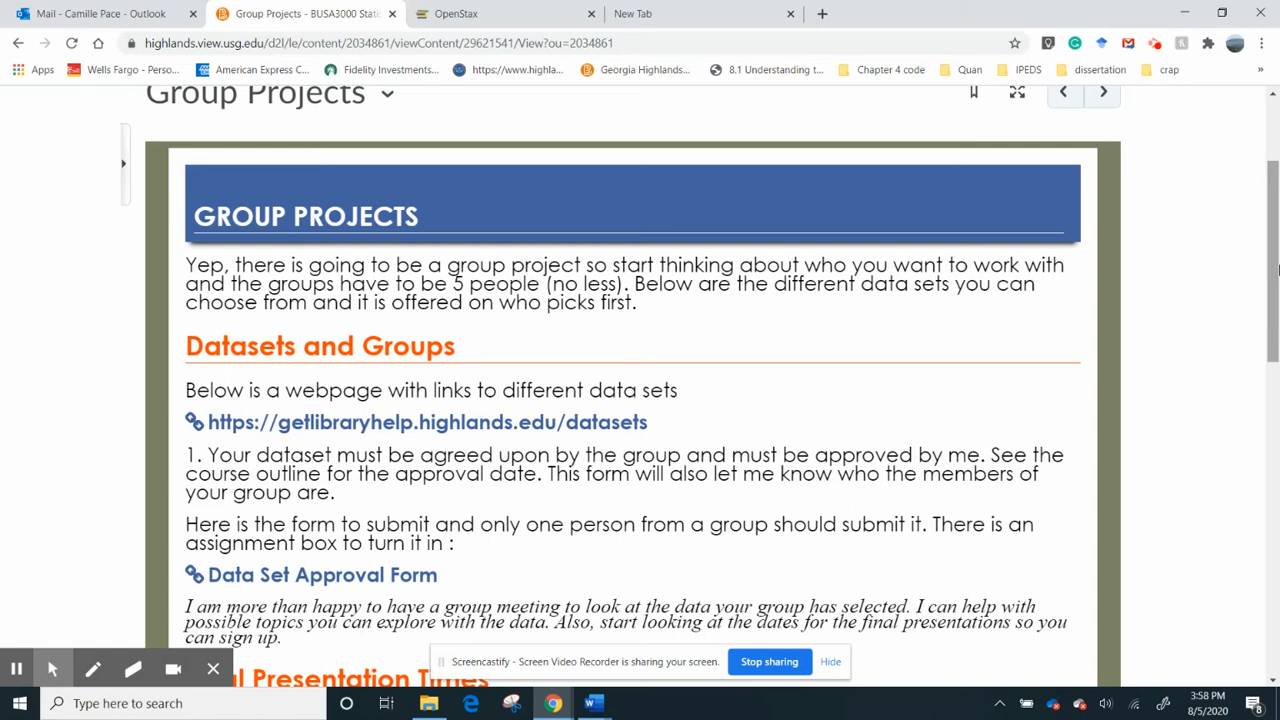 Mail - Camille Pace - Outlook
Group Projects - BUSA3000 Stati
OpenStax
New Tab
highlands.view.usg.edu/d2l/le/content/2034861/viewContent/29621541/View?ou=2034861
Apps
Wells Fargo - Perso...
American Express C...
Fidelity Investments...
https://www.highla...
Georgia Highlands...
8.1 Understanding t...
Chapter 4 code
Quan
IPEDS
dissertation
crap
Group Projects
GROUP PROJECTS
Yep, there is going to be a group project so start thinking about who you want to work with
and the groups have to be 5 people (no less). Below are the different data sets you can
choose from and it is offered on who picks first.
Datasets and Groups
Below is a webpage with links to different data sets
https://getlibraryhelp.highlands.edu/datasets
1. Your dataset must be agreed upon by the group and must be approved by me. See the
course outline for the approval date. This form will also let me know who the members of
your group are.
Here is the form to submit and only one person from a group should submit it. There is an
assignment box to turn it in :
Data Set Approval Form
I am more than happy to have a group meeting to look at the data your group has selected. I can help with
possible topics you can explore with the data. Also, start looking at the dates for the final presentations so you
can sign up.
Screencastify - Screen Video Recorder is sharing your screen.
Stop sharing
Hide
Presentation Times
Type here to search
3:58 PM
8/5/2020
8